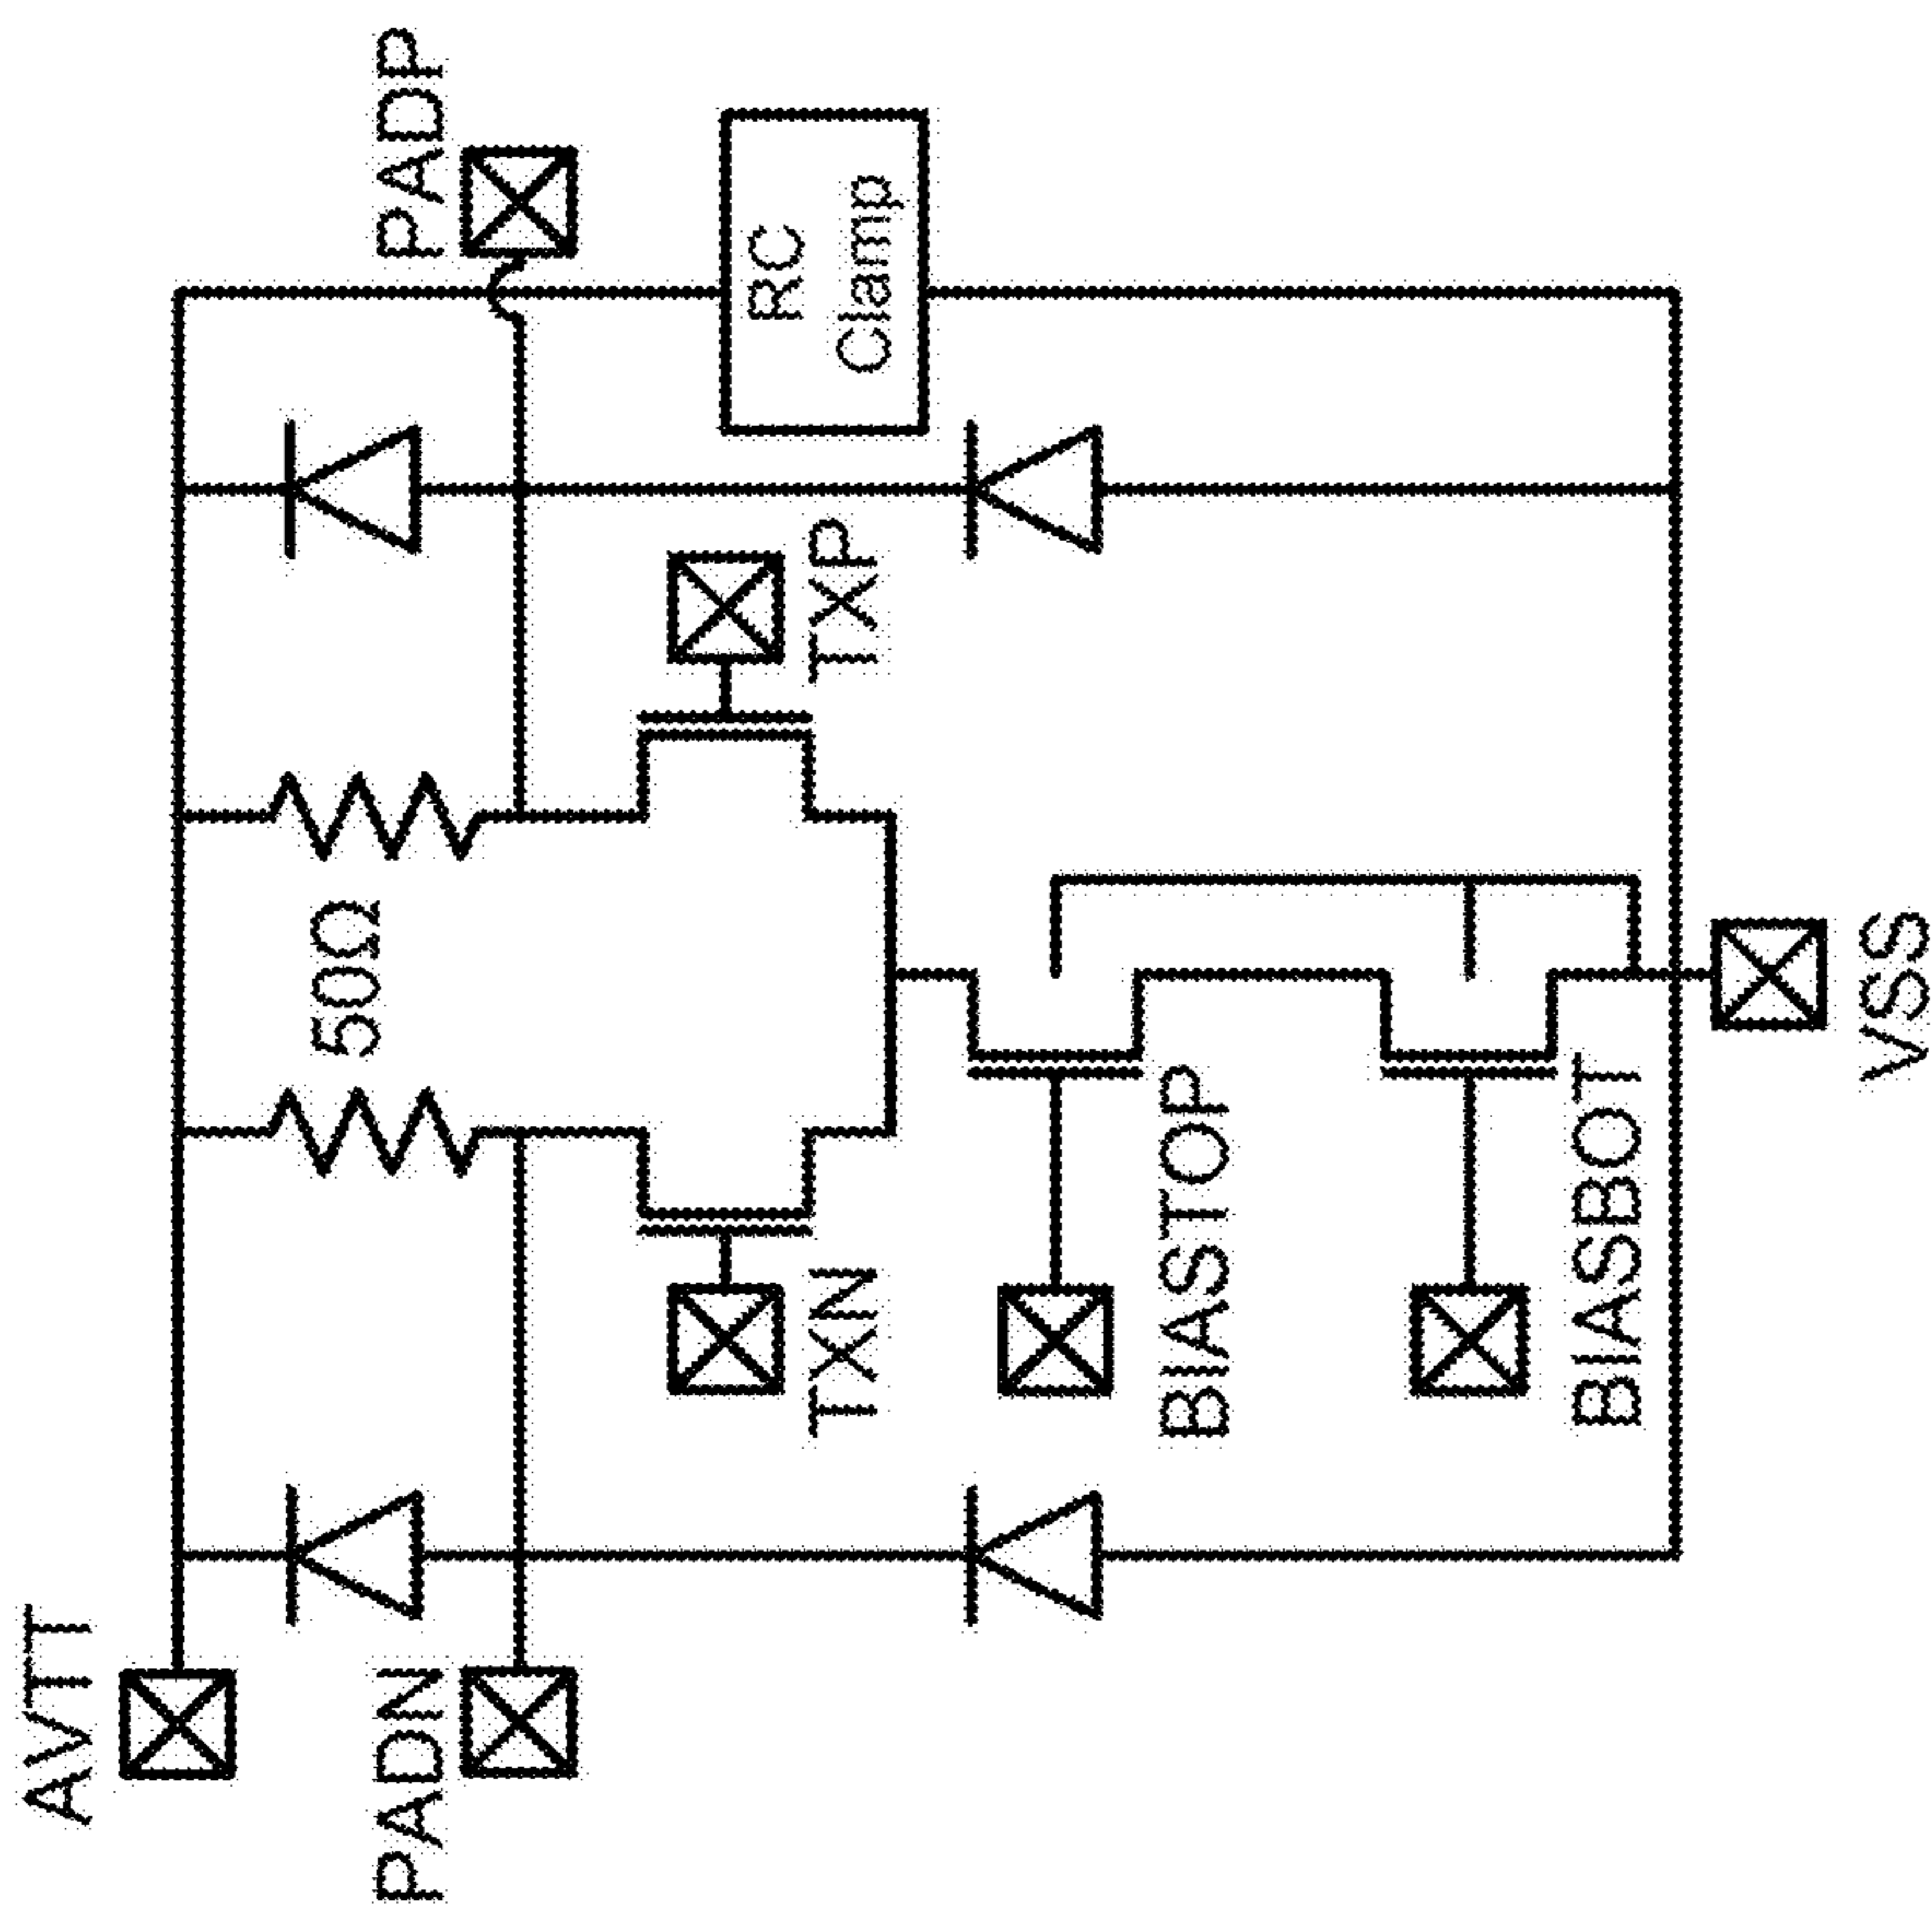 AVTT
PADN
PADP
50Ω
TXN
TXP
RC
Clamp
BIASTOP
BIASBOT
VSS